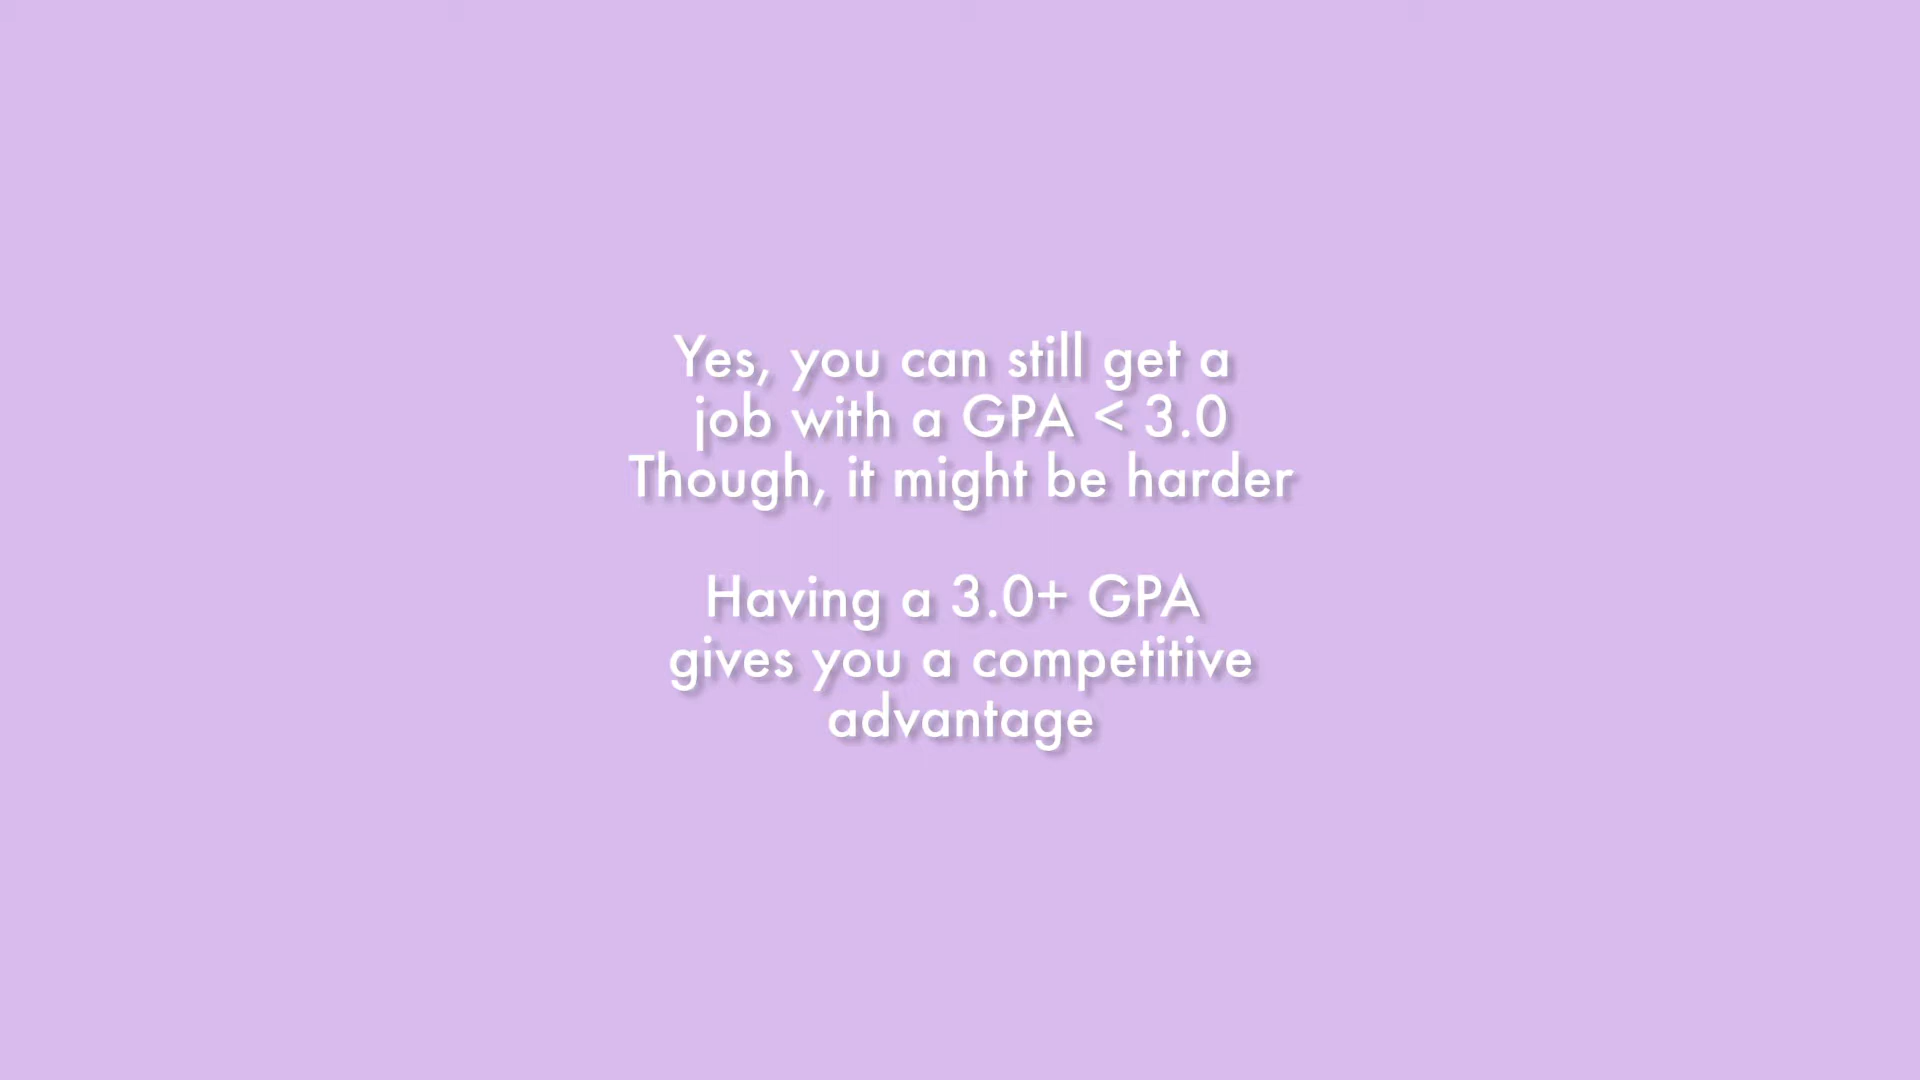 Yes, you can still get a
job with a GPA < 3.0
Though, it might be harder
Having a 3.0+ GPA
gives you a competitive
advantage